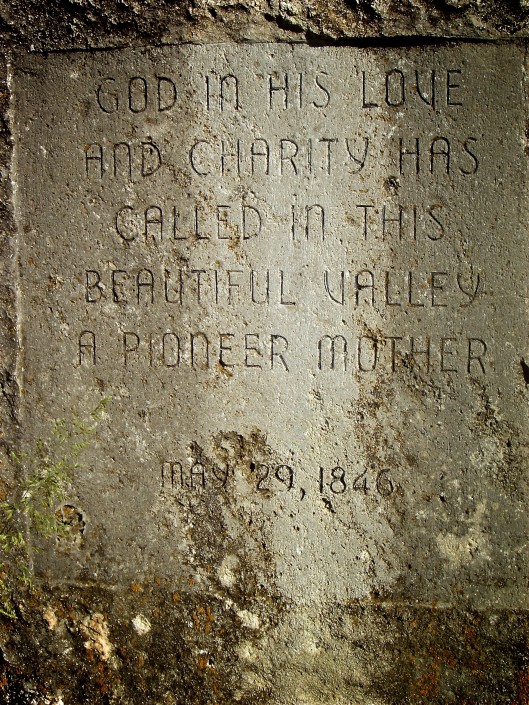 GOD IN HIS LOVE
AND CHARITY HAS
CALLED IN THIS
BEAUTIFUL VALLEY
A PIONEER MOTHER
MAY 29, 1846